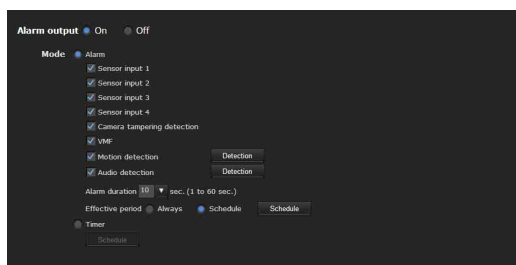 Alarm output On Off
Mode Alarm
Sensor input 1
Sensor input 2
Sensor input 3
Sensor input 4
Camera tampering detection
VMF
Motion detection Detection
Audio detection Detection
Alarm duration 10 sec. (1 to 60 sec.)
Effective period Always Schedule Schedule
Timer
Schedule